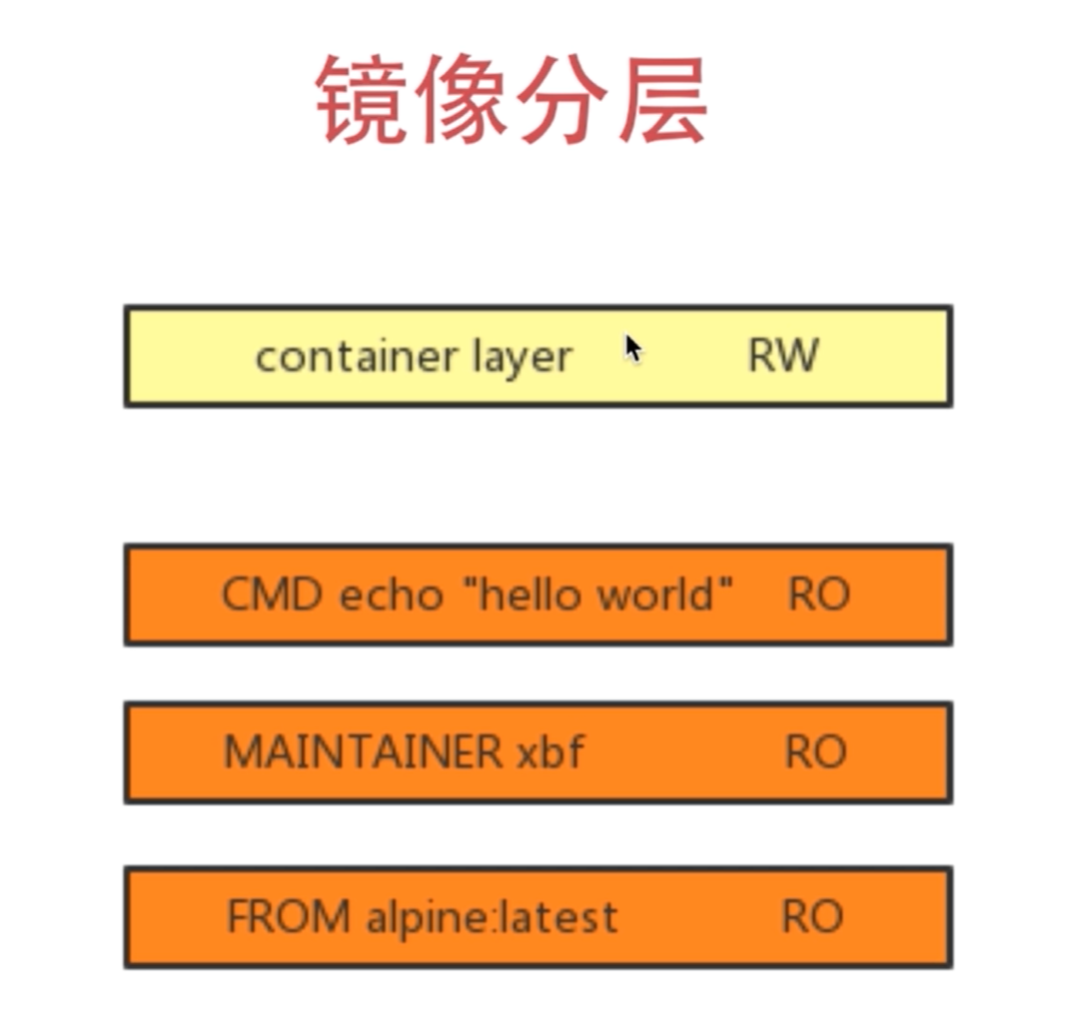 镜像分层
container layer RW
CMD echo "hello world" RO
MAINTAINER xbf RO
FROM alpine:latest RO